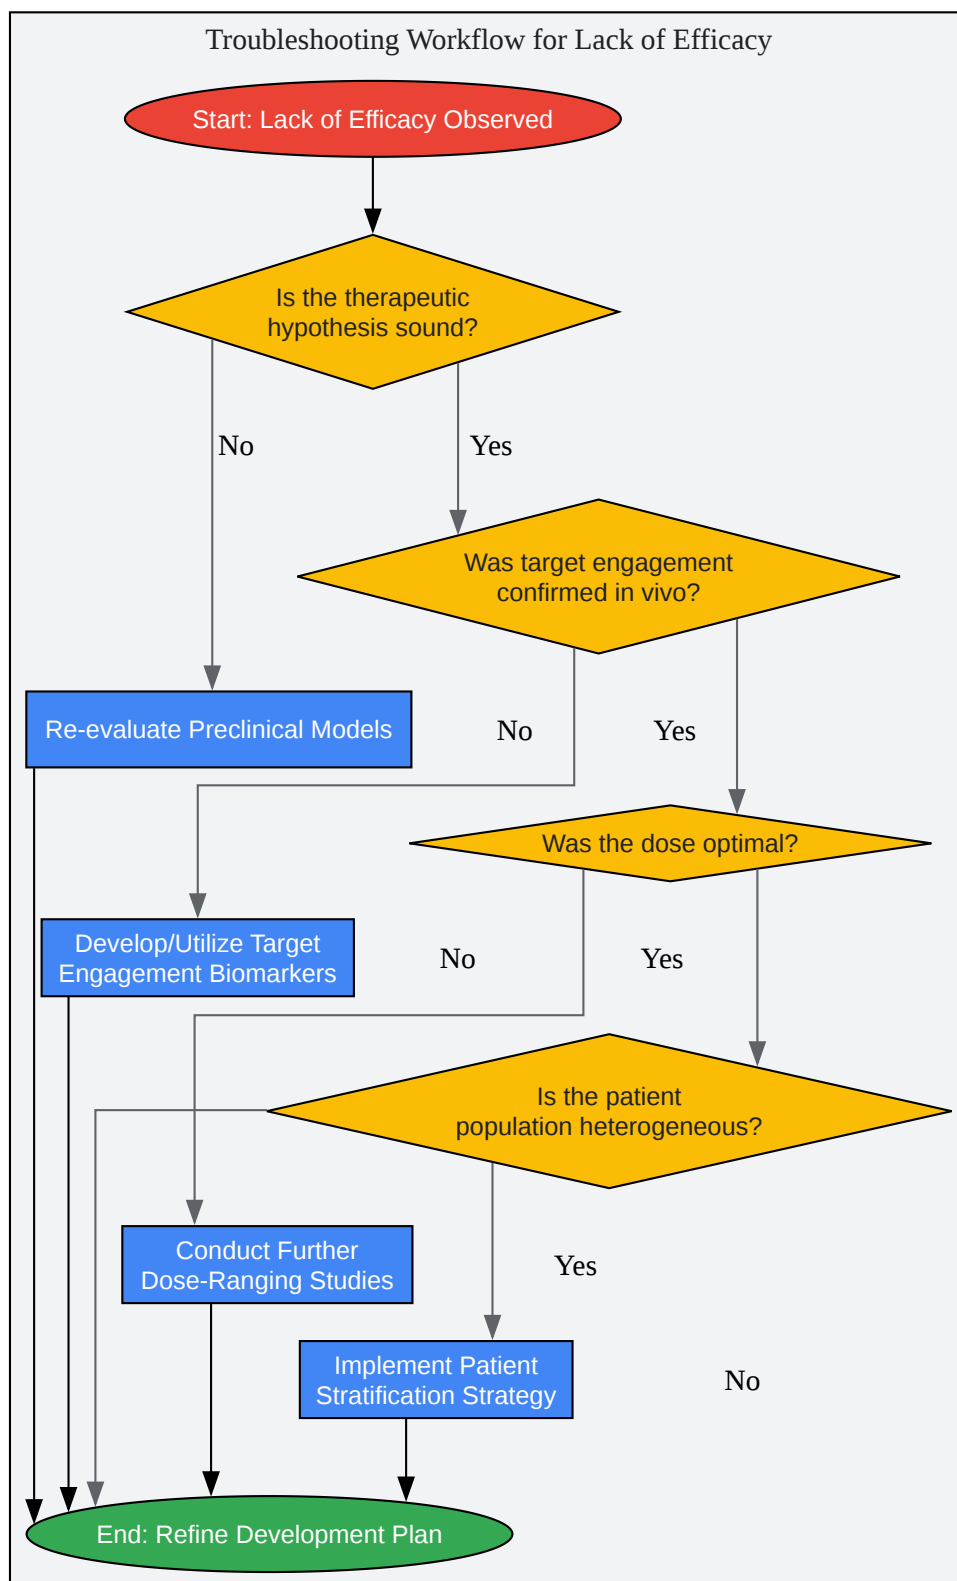 Troubleshooting Workflow for Lack of Efficacy
Start: Lack of Efficacy Observed
Is the therapeutic
hypothesis sound?
No
Yes
Was target engagement
confirmed in vivo?
Re-evaluate Preclinical Models
No
Yes
Was the dose optimal?
Develop/Utilize Target
Engagement Biomarkers
No
Yes
Is the patient
population heterogeneous?
Conduct Further
Dose-Ranging Studies
Yes
Implement Patient
Stratification Strategy
No
End: Refine Development Plan